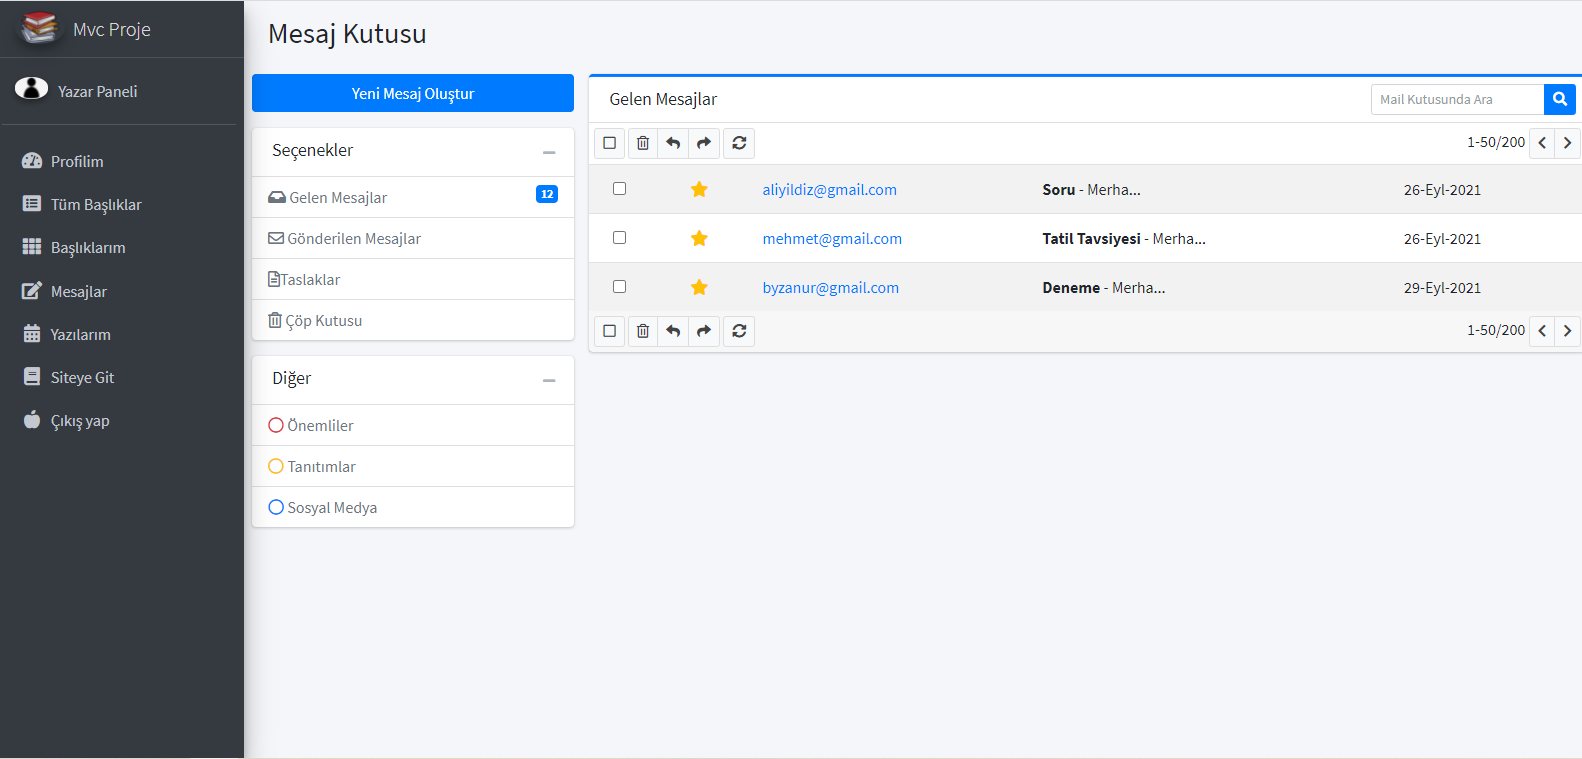 Mvc Proje
Yazar Paneli
Profilim
Tüm Başlıklar
Başlıklarım
Mesajlar
Yazılarım
Siteye Git
Çıkış yap
Mesaj Kutusu
Yeni Mesaj Oluştur
Seçenekler
Gelen Mesajlar 12
Gönderilen Mesajlar
Taslaklar
Çöp Kutusu
Diğer
Önemliler
Tanıtımlar
Sosyal Medya
Gelen Mesajlar Mail Kutusunda Ara
1-50/200
aliyildiz@gmail.com Soru - Merha... 26-Eyl-2021
mehmet@gmail.com Tatil Tavsiyesi - Merha... 26-Eyl-2021
byzanur@gmail.com Deneme - Merha... 29-Eyl-2021
1-50/200